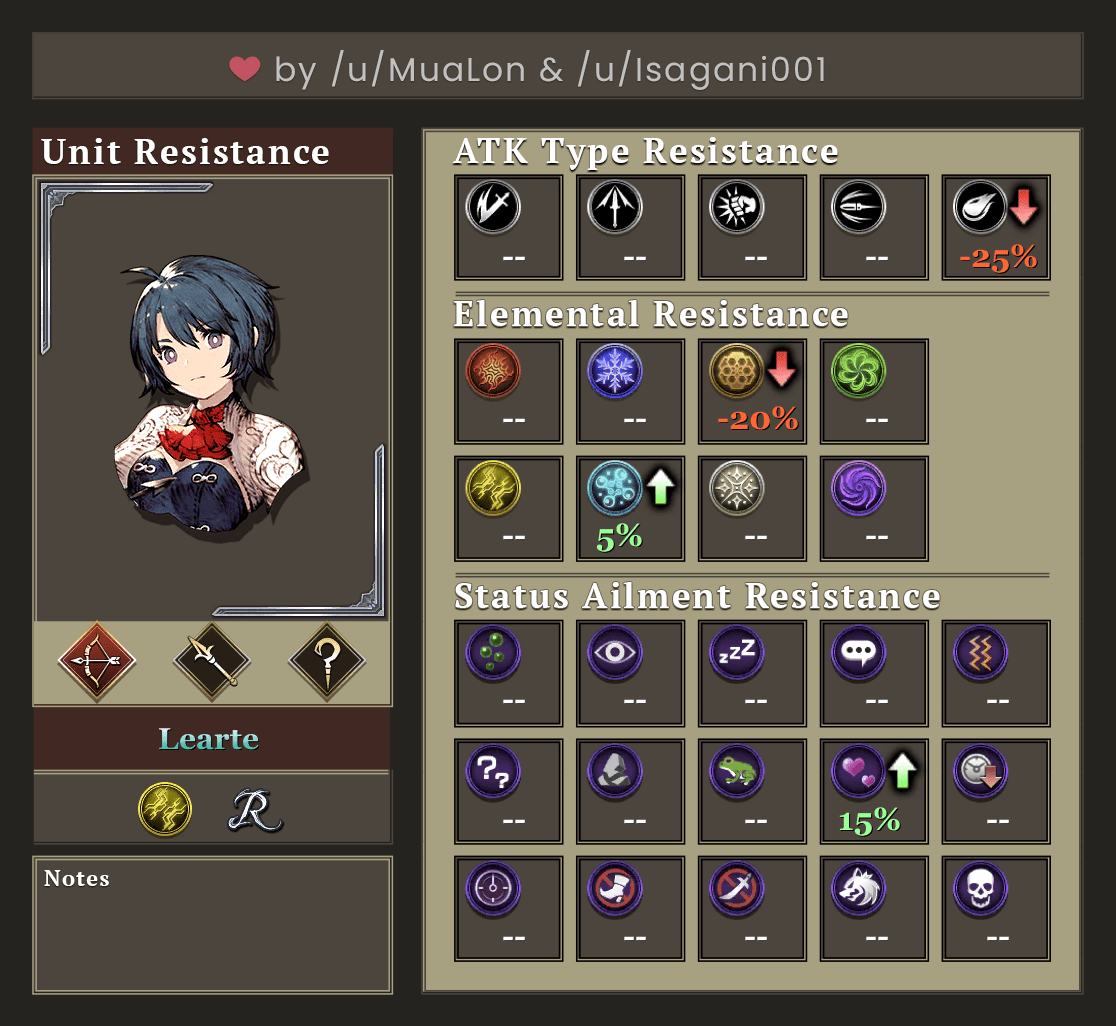 by /u/MuaLon & /u/Isagani001
Unit Resistance
Learte
R
Notes
ATK Type Resistance
-- -- -- -- -25%
Elemental Resistance
-- -- -20% --
-- 5% -- --
Status Ailment Resistance
zzZ
-- -- -- -- --
??
-- -- -- 15% --
-- -- -- -- --